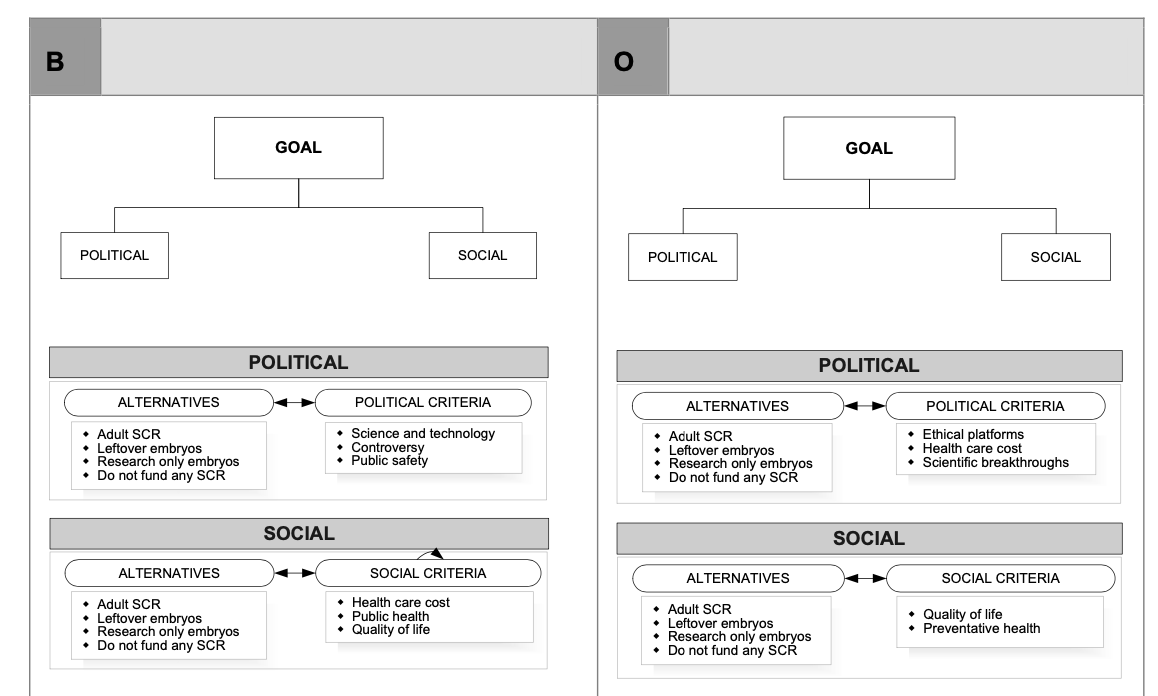 B
GOAL
POLITICAL
SOCIAL
POLITICAL
ALTERNATIVES
POLITICAL CRITERIA
Adult SCR
Leftover embryos
Research only embryos
Do not fund any SCR
Science and technology
Controversy
Public safety
SOCIAL
ALTERNATIVES
SOCIAL CRITERIA
Adult SCR
Leftover embryos
Research only embryos
Do not fund any SCR
Health care cost
Public health
Quality of life
O
GOAL
POLITICAL
SOCIAL
POLITICAL
ALTERNATIVES
POLITICAL CRITERIA
Adult SCR
Leftover embryos
Research only embryos
Do not fund any SCR
Ethical platforms
Health care cost
Scientific breakthroughs
SOCIAL
ALTERNATIVES
SOCIAL CRITERIA
Adult SCR
Leftover embryos
Research only embryos
Do not fund any SCR
Quality of life
Preventative health